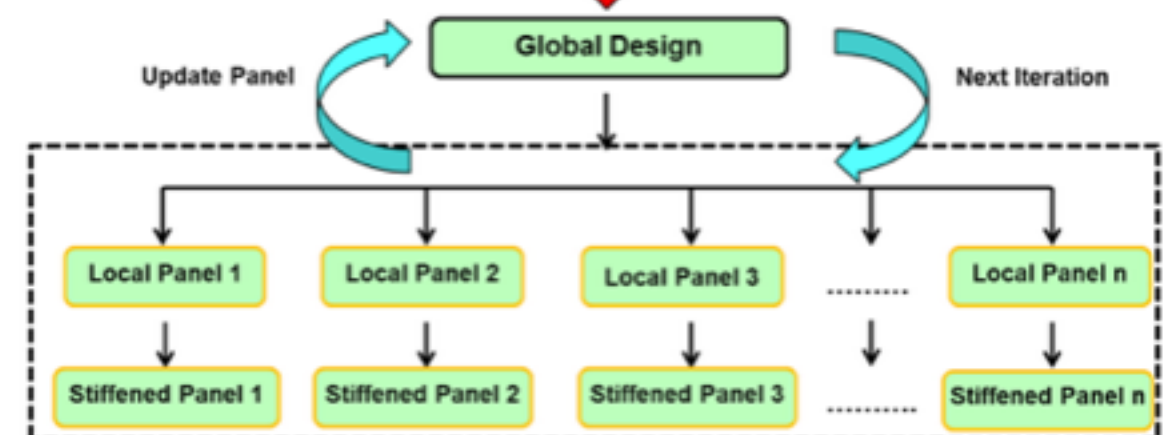 Global Design
Update Panel
Next Iteration
Local Panel 1
Local Panel 2
Local Panel 3
.........
Local Panel n
Stiffened Panel 1
Stiffened Panel 2
Stiffened Panel 3
..........
Stiffened Panel n